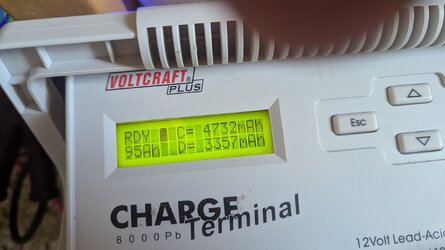 VOLTCRAFT®
PLUS
RDY C= 4732mAh
95Ah D= 3357mAh
Esc
CHARGE
Terminal
8000Pb
12Volt Lead-Acid